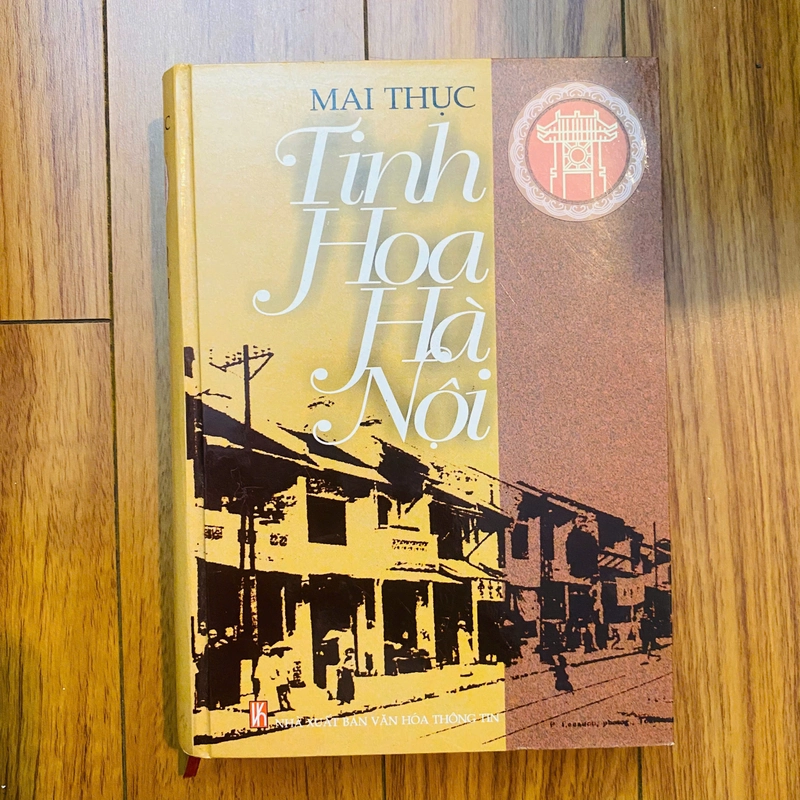 MAI THỤC
Tinh
Hoa
Hà
Nội
NHÀ XUẤT BẢN VĂN HÓA THÔNG TIN